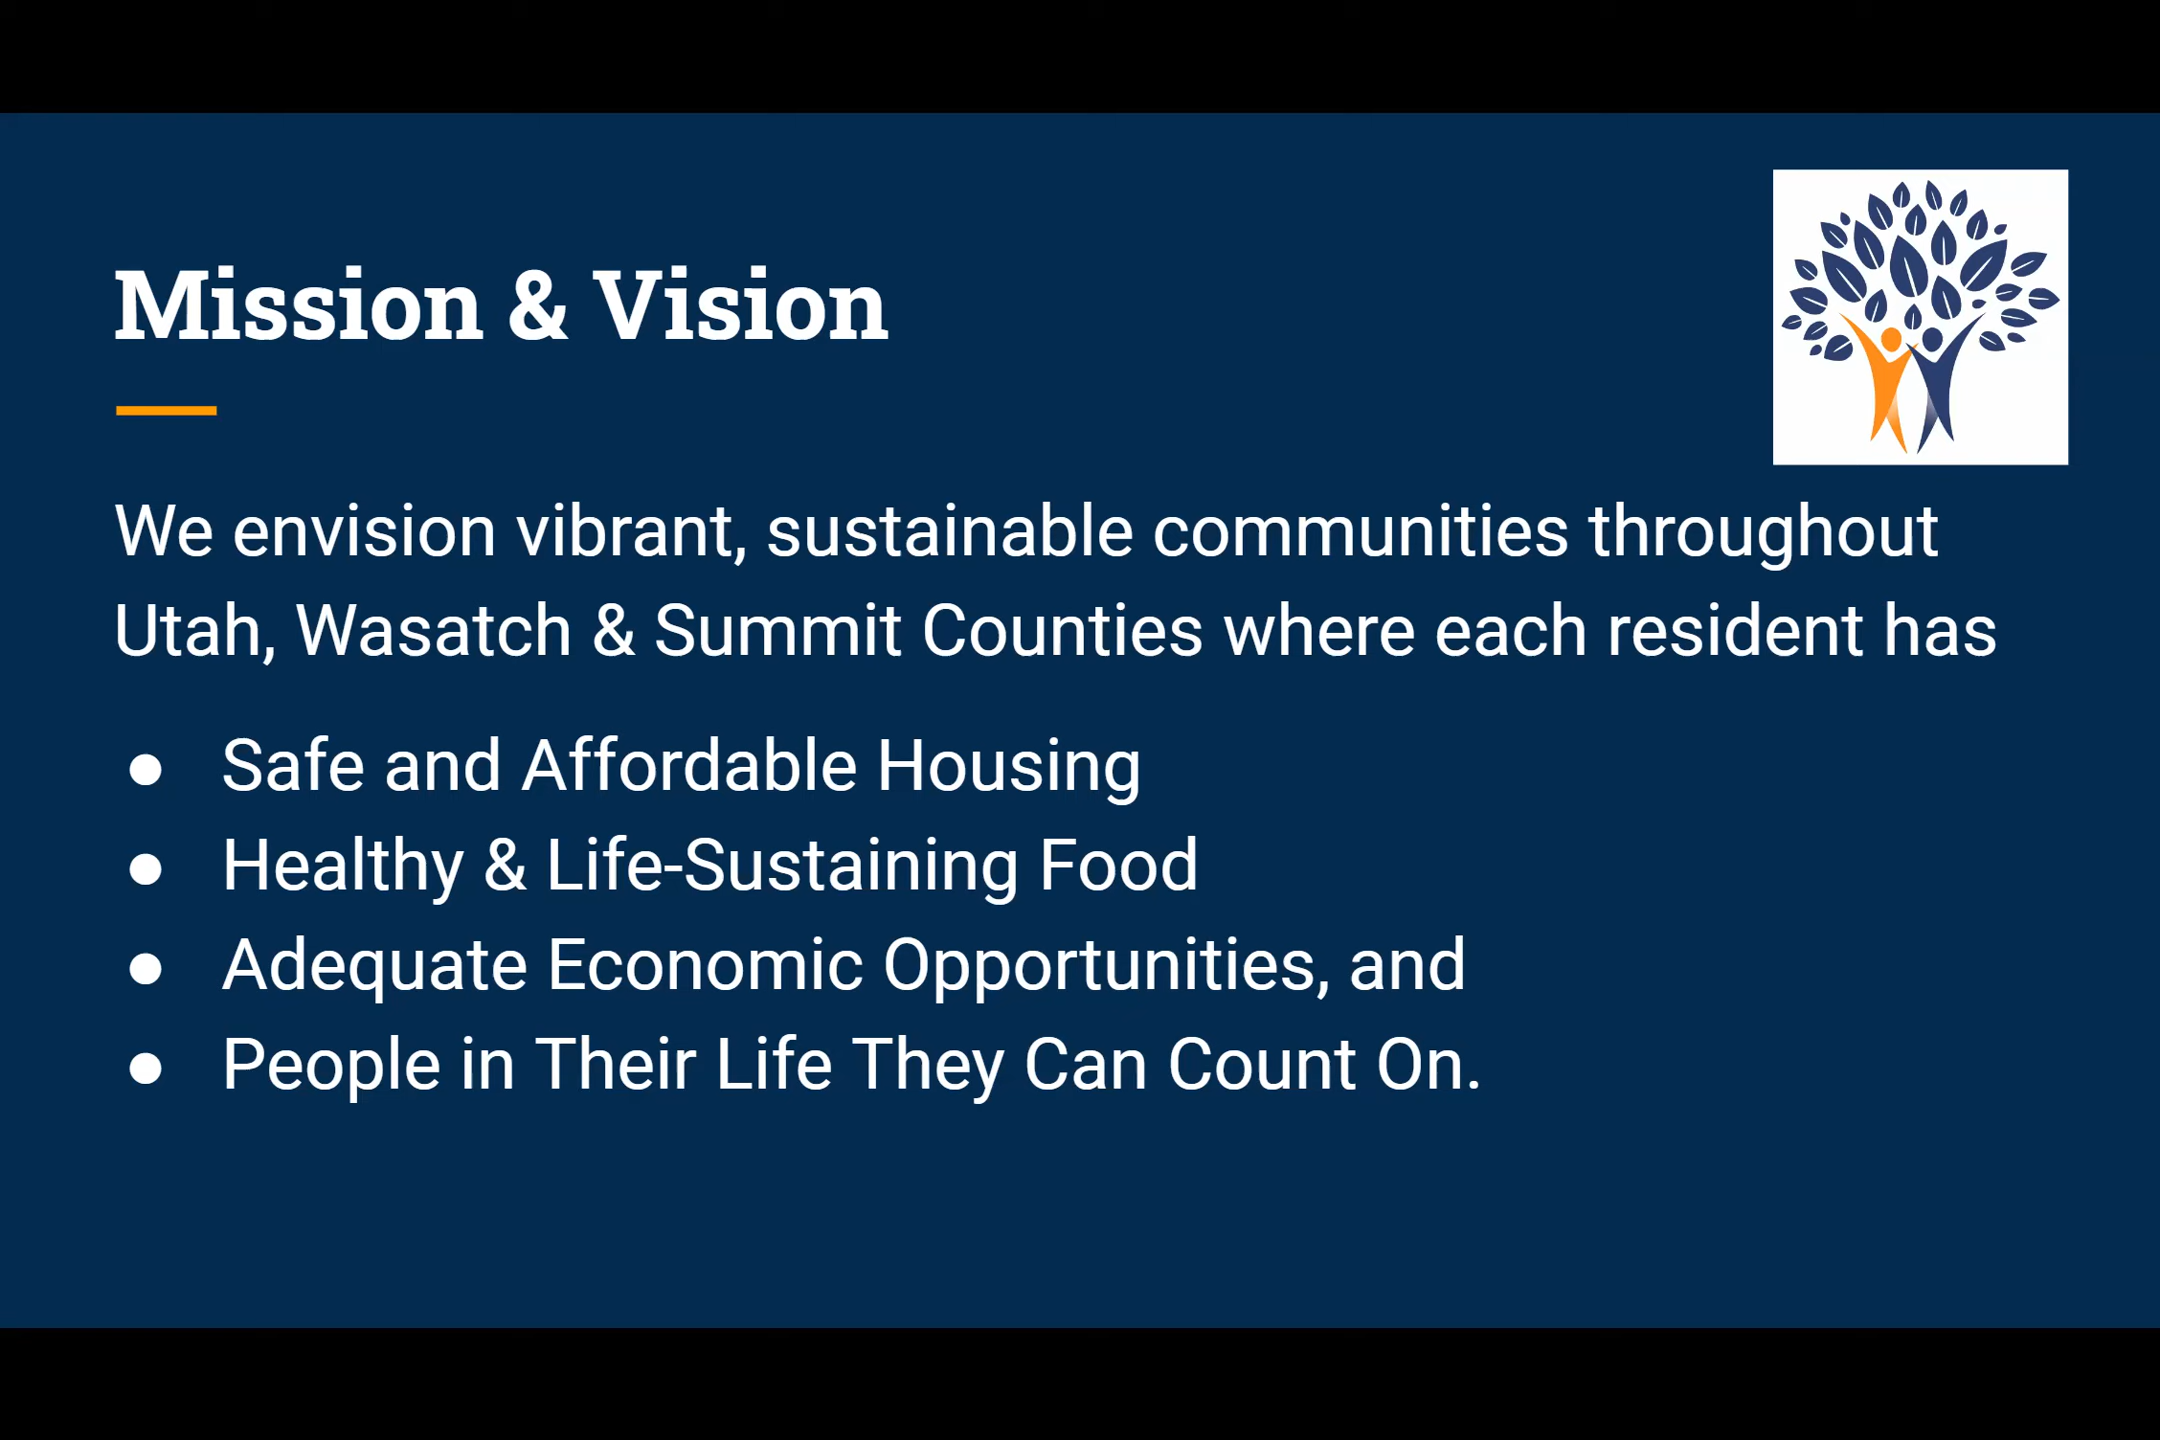 Mission & Vision
We envision vibrant, sustainable communities throughout
Utah, Wasatch & Summit Counties where each resident has
● Safe and Affordable Housing
● Healthy & Life-Sustaining Food
● Adequate Economic Opportunities, and
● People in Their Life They Can Count On.